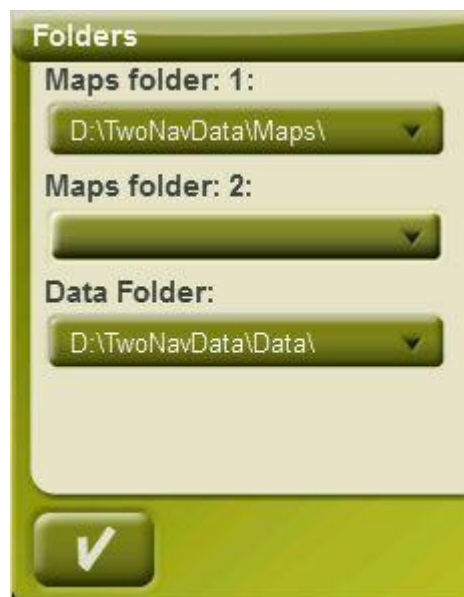 Folders
Maps folder: 1:
D:\TwoNavData\Maps\
Maps folder: 2:
Data Folder:
D:\TwoNavData\Data\